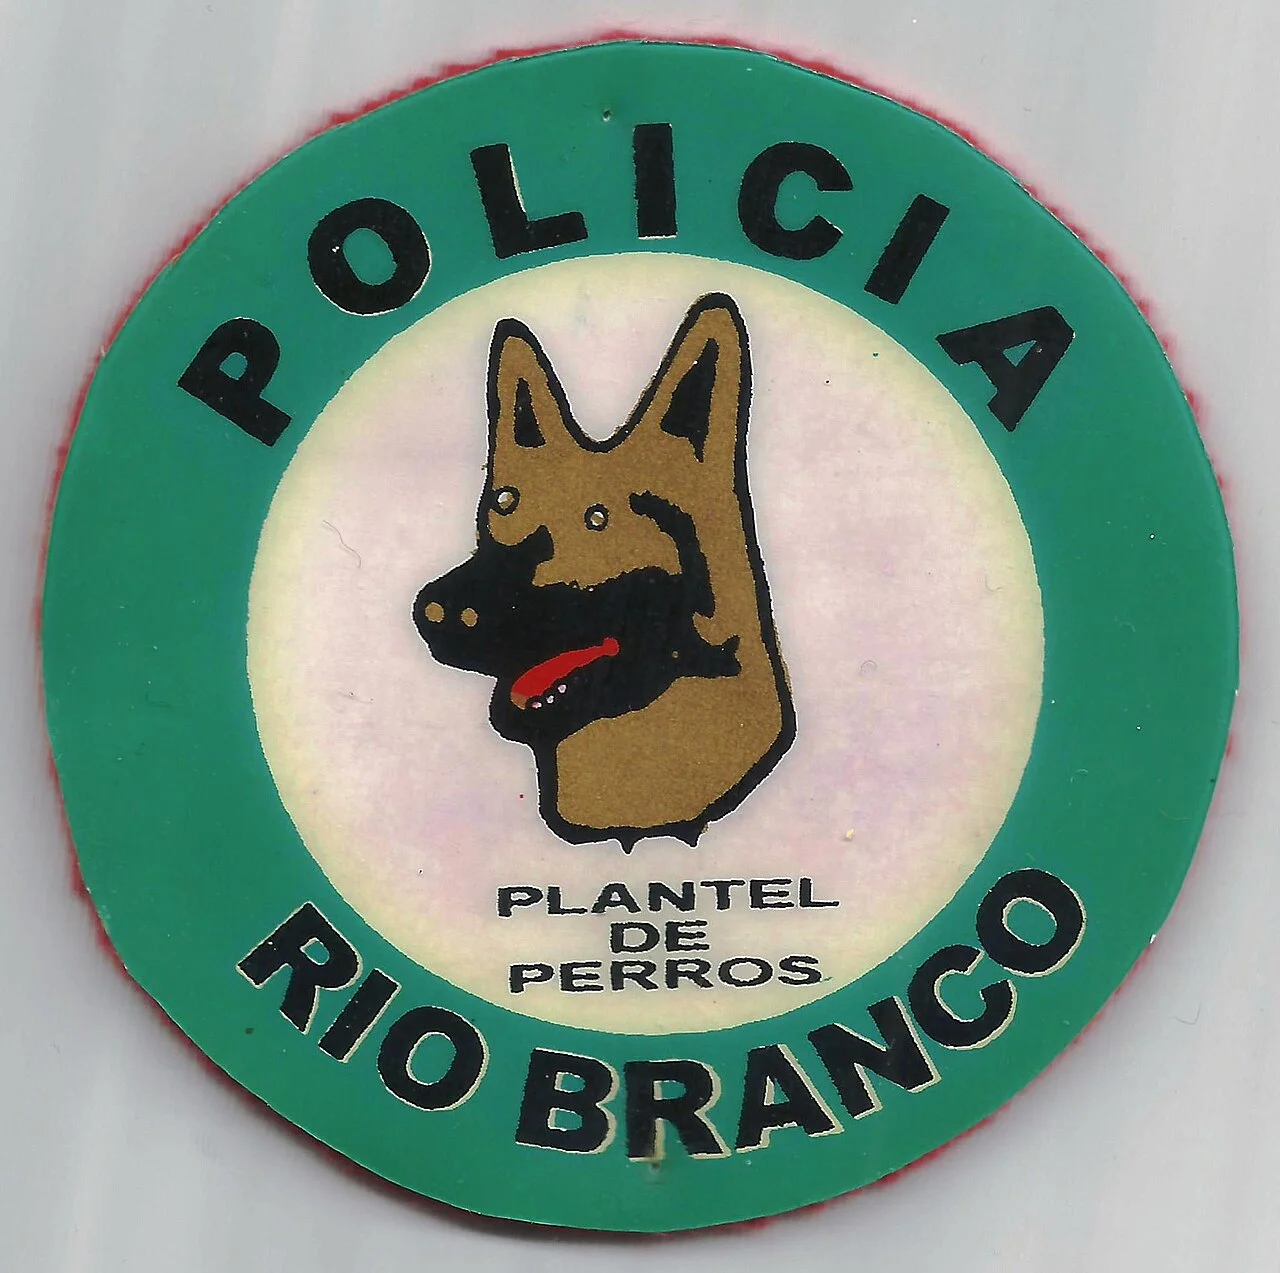 POLICIA
PLANTEL
DE
PERROS
RIO BRANCO